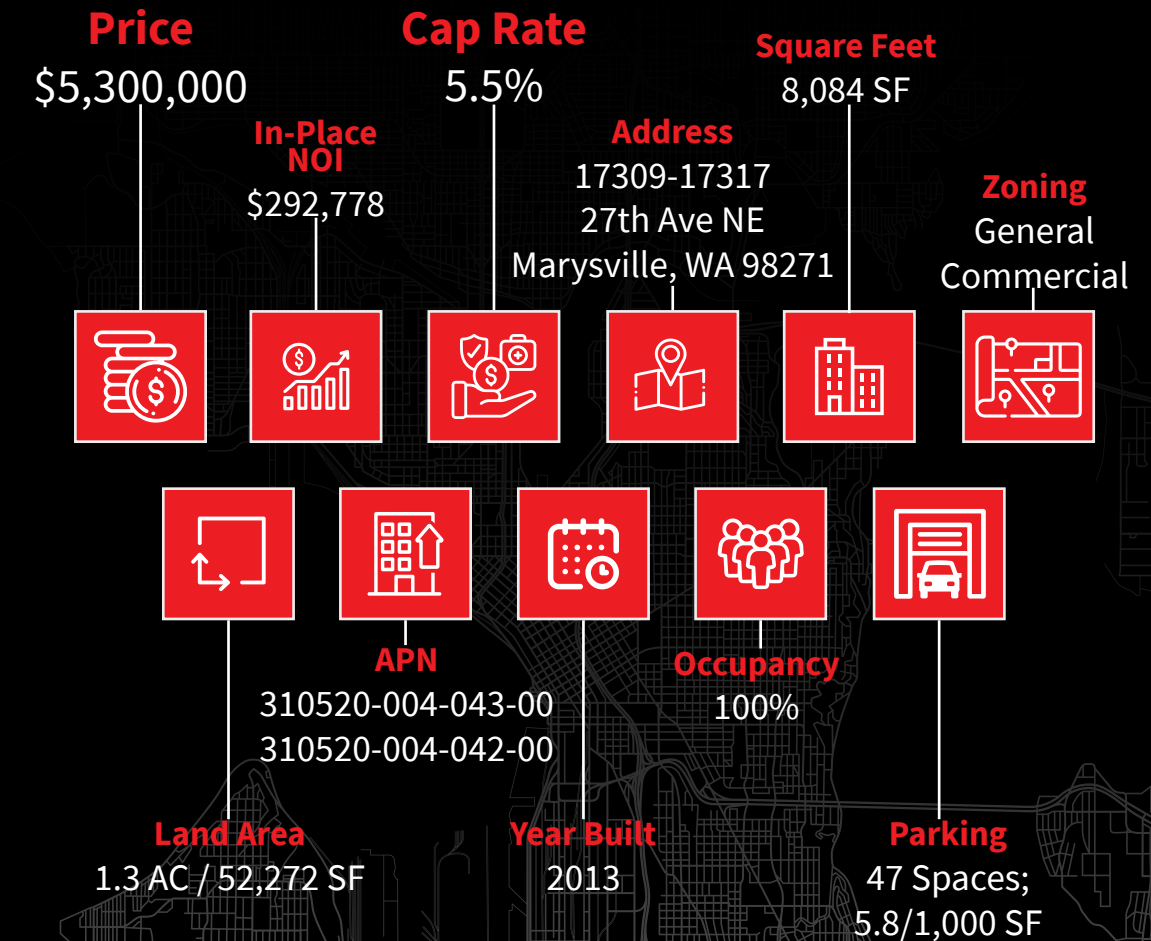 Price
$5,300,000
In-Place
NOI
$292,778
Cap Rate
5.5%
Address
17309-17317
27th Ave NE
Marysville, WA 98271
Square Feet
8,084 SF
Zoning
General
Commercial
Land Area
1.3 AC / 52,272 SF
APN
310520-004-043-00
310520-004-042-00
Year Built
2013
Occupancy
100%
Parking
47 Spaces;
5.8/1,000 SF